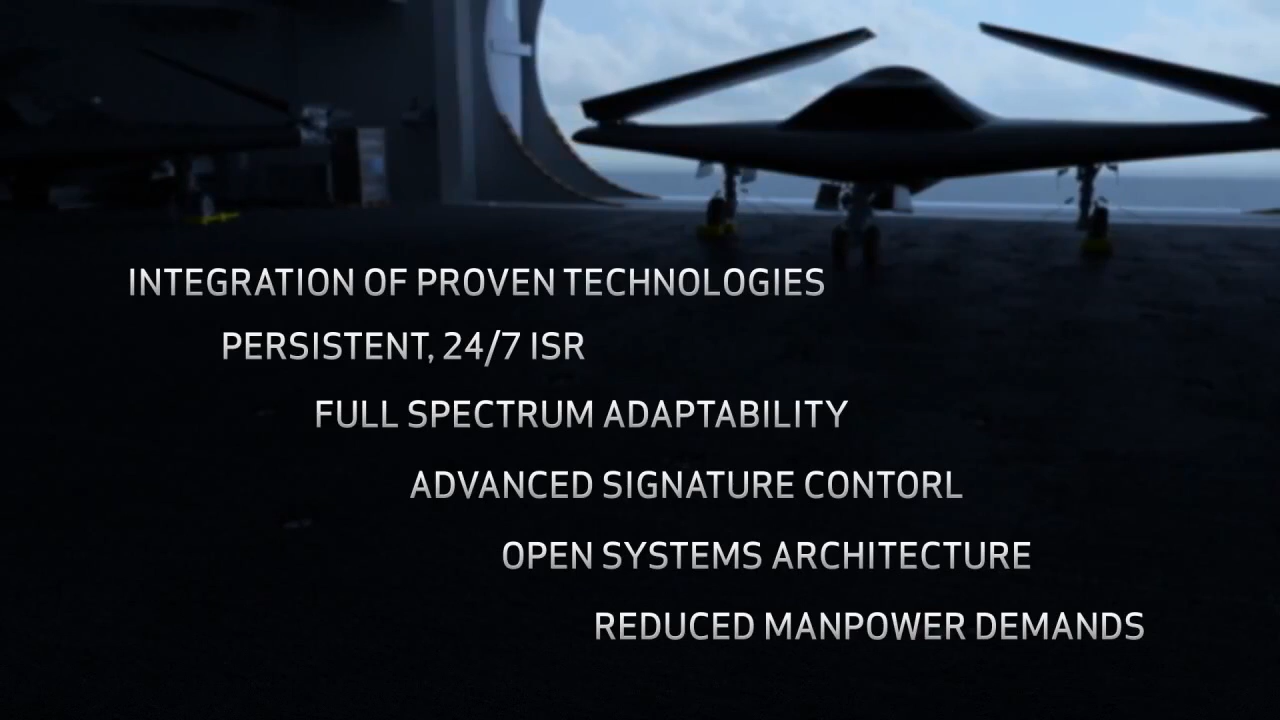 INTEGRATION OF PROVEN TECHNOLOGIES
PERSISTENT, 24/7 ISR
FULL SPECTRUM ADAPTABILITY
ADVANCED SIGNATURE CONTORL
OPEN SYSTEMS ARCHITECTURE
REDUCED MANPOWER DEMANDS